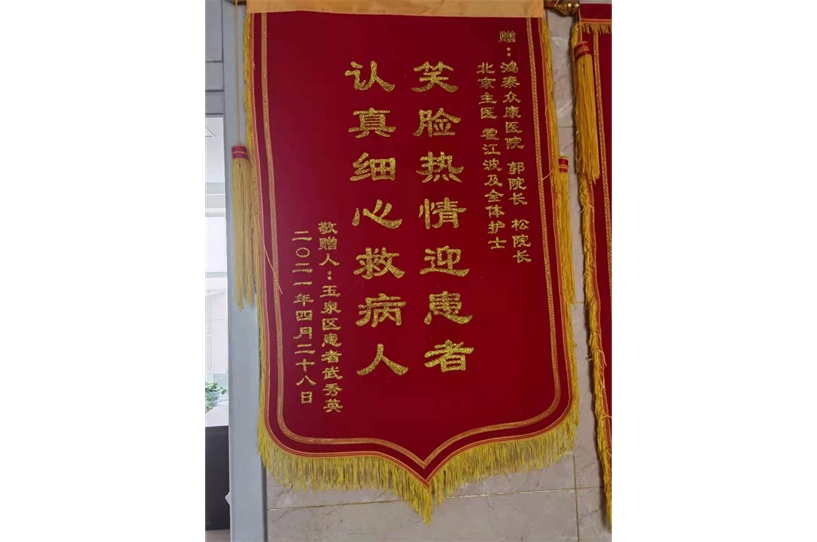 赠：鸿泰众康医院 郭院长 松院长
北京主医 霍江波及全体护士
笑脸热情迎患者
认真细心救病人
敬赠人：玉泉区患者武秀英
二〇二一年四月二十八日